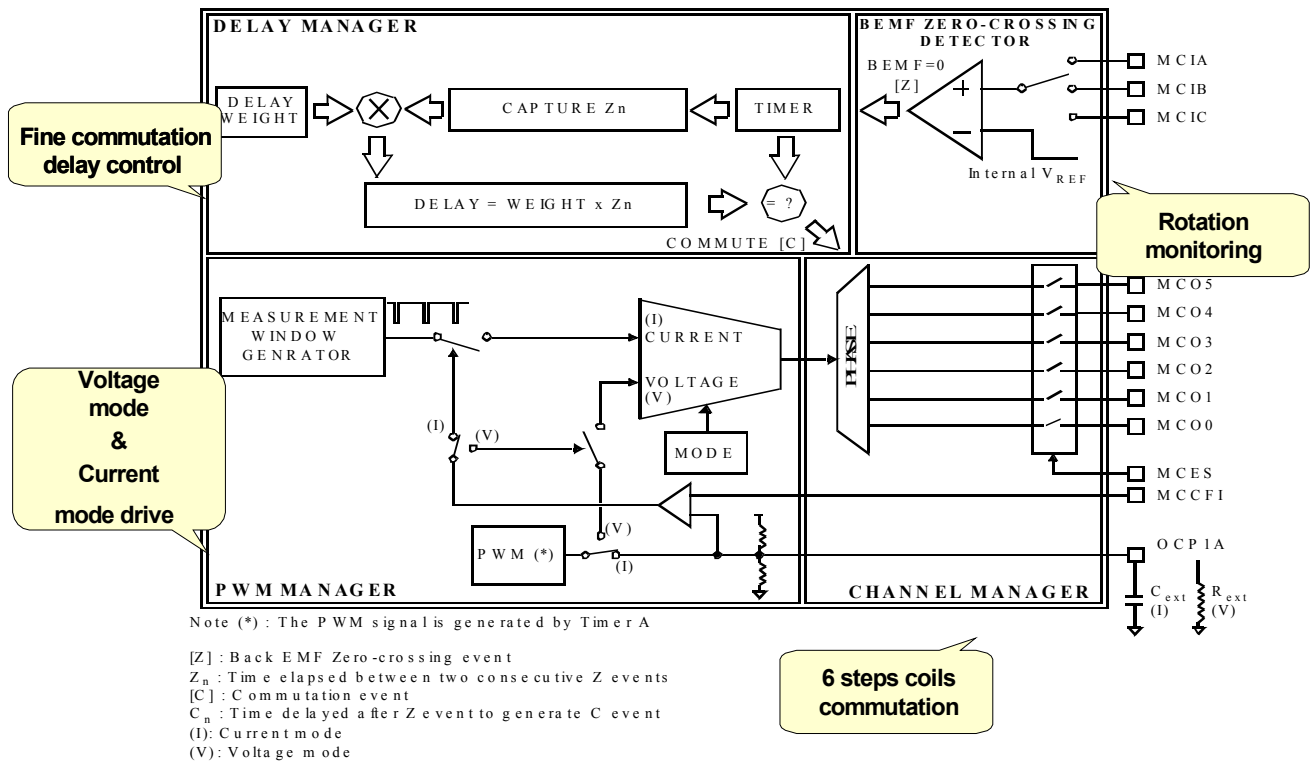 DELAY MANAGER
BEMF ZERO-CROSSING
DETECTOR
BEMF=0
[Z]
MCIA
MCIB
MCIC
DELAY
WEIGHT
CAPTURE Zn
TIMER
+
−
Internal VREF
Fine commutation
delay control
DELAY = WEIGHT x Zn
= ?
COMMUTE [C]
Rotation
monitoring
MEASUREMENT
WINDOW
GENRATOR
(I)
CURRENT
VOLTAGE
(V)
MODE
PHASE
MCO5
MCO4
MCO3
MCO2
MCO1
MCO0
MCES
MCCFI
Voltage
mode
&
Current
mode drive
(I)
(V)
PWM (*)
(V)
(I)
OCP1A
Cext
(I)
Rext
(V)
PWM MANAGER
CHANNEL MANAGER
Note (*) : The PWM signal is generated by Timer A
[Z] : Back EMF Zero-crossing event
Zn : Time elapsed between two consecutive Z events
[C] : Commutation event
Cn : Time delayed after Z event to generate C event
(I): Current mode
(V): Voltage mode
6 steps coils
commutation